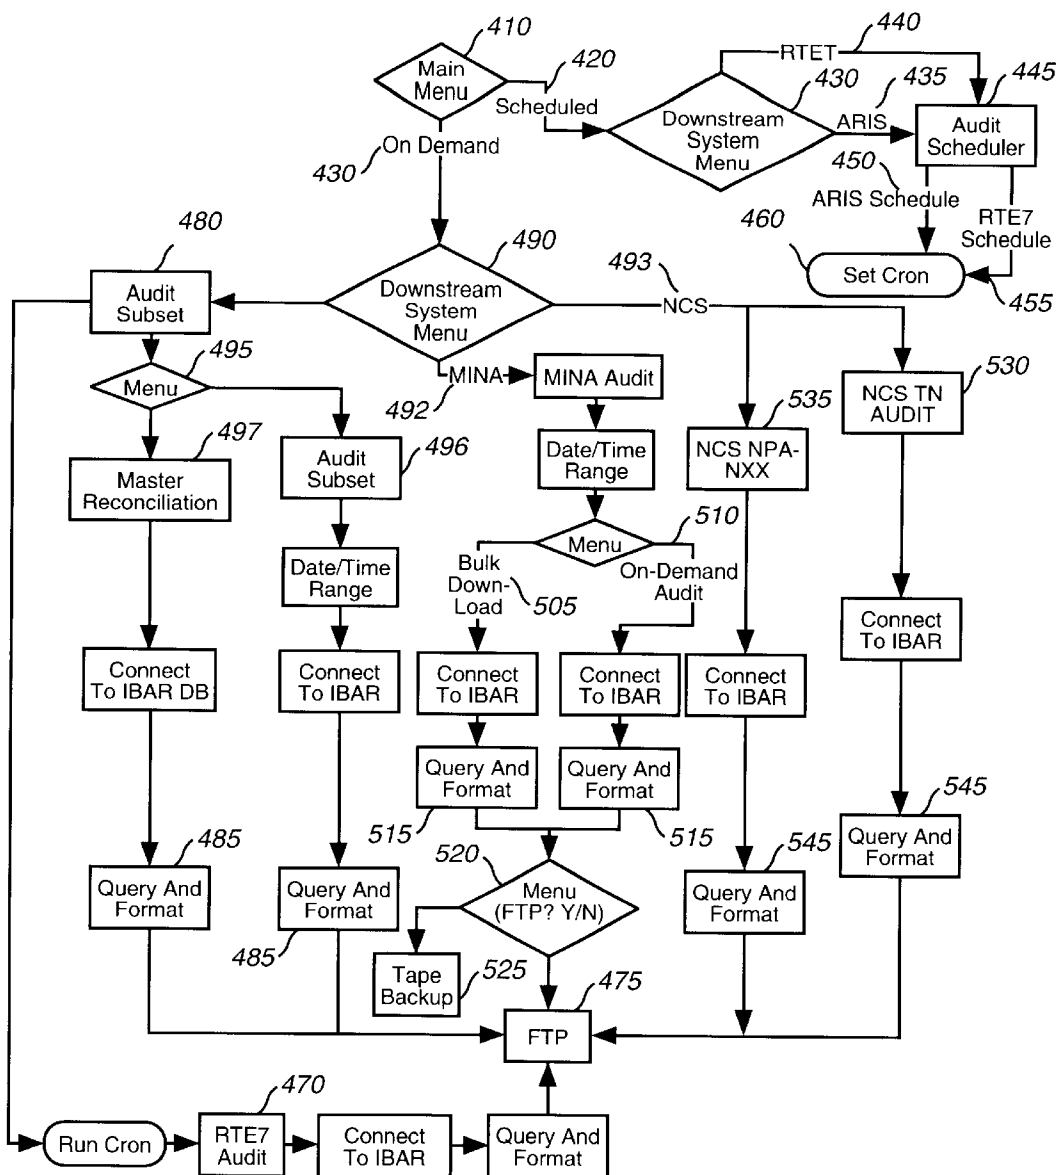 410
440
RTET
420
Main
Menu
430
435
445
Scheduled
Downstream
System
Menu
ARIS
Audit
Scheduler
On Demand
430
450
ARIS Schedule
RTE7
Schedule
460
480
490
493
Set Cron
455
Audit
Subset
Downstream
System
Menu
NCS
495
Menu
MINA
492
MINA Audit
530
NCS TN
AUDIT
497
496
535
Master
Reconciliation
Audit
Subset
Date/Time
Range
NCS NPA-
NXX
510
Menu
Date/Time
Range
Bulk
Down-
Load
505
On-Demand
Audit
Connect
To IBAR
Connect
To IBAR DB
Connect
To IBAR
Connect
To IBAR
Connect
To IBAR
Connect
To IBAR
Query And
Format
Query And
Format
545
515
515
Query And
Format
485
520
545
Query And
Format
Query And
Format
Menu
(FTP? Y/N)
Query And
Format
485
Tape
Backup
525
475
FTP
470
Run Cron
RTE7
Audit
Connect
To IBAR
Query And
Format